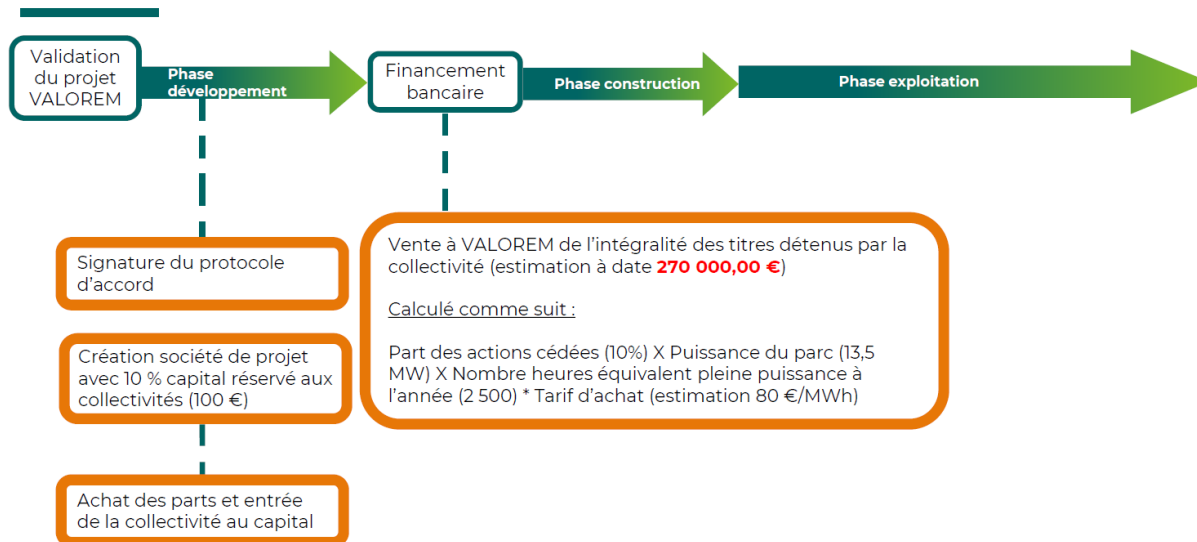 Validation
du projet
VALOREM
Phase
développement
Financement
bancaire
Phase construction
Phase exploitation
Signature du protocole
d'accord
Création société de projet
avec 10 % capital réservé aux
collectivités (100 €)
Achat des parts et entrée
de la collectivité au capital
Vente à VALOREM de l'intégralité des titres détenus par la
collectivité (estimation à date 270 000,00 €)
Calculé comme suit :
Part des actions cédées (10%) X Puissance du parc (13,5
MW) X Nombre heures équivalent pleine puissance à
l'année (2 500) * Tarif d'achat (estimation 80 €/MWh)